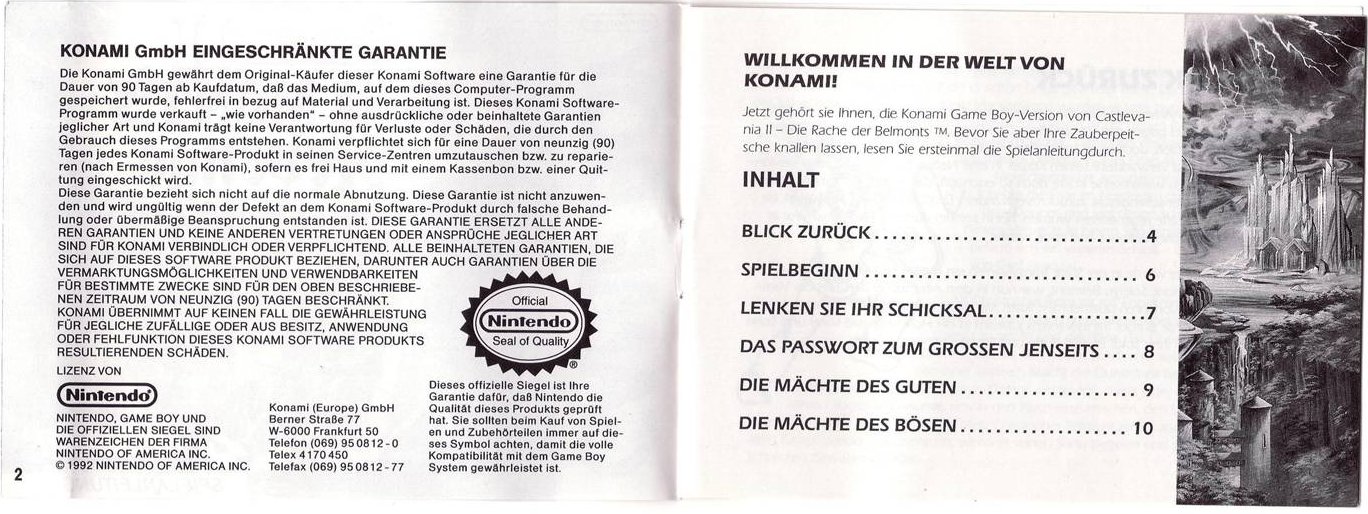 KONAMI GmbH EINGESCHRÄNKTE GARANTIE
Die Konami GmbH gewährt dem Original-Käufer dieser Konami Software eine Garantie für die
Dauer von 90 Tagen ab Kaufdatum, daß das Medium, auf dem dieses Computer-Programm
gespeichert wurde, fehlerfrei in bezug auf Material und Verarbeitung ist. Dieses Konami Software-
Programm wurde verkauft – „wie vorhanden" – ohne ausdrückliche oder beinhaltete Garantien
jeglicher Art und Konami trägt keine Verantwortung für Verluste oder Schäden, die durch den
Gebrauch dieses Programms entstehen. Konami verpflichtet sich für eine Dauer von neunzig (90)
Tagen jedes Konami Software-Produkt in seinen Service-Zentren umzutauschen bzw. zu reparie-
ren (nach Ermessen von Konami), sofern es frei Haus und mit einem Kassenbon bzw. einer Quit-
tung eingeschickt wird.
Diese Garantie bezieht sich nicht auf die normale Abnutzung. Diese Garantie ist nicht anzuwen-
den und wird ungültig wenn der Defekt an dem Konami Software-Produkt durch falsche Behand-
lung oder übermäßige Beanspruchung entstanden ist. DIESE GARANTIE ERSETZT ALLE ANDE-
REN GARANTIEN UND KEINE ANDEREN VERTRETUNGEN ODER ANSPRÜCHE JEGLICHER ART
SIND FÜR KONAMI VERBINDLICH ODER VERPFLICHTEND. ALLE BEINHALTETEN GARANTIEN, DIE
SICH AUF DIESES SOFTWARE PRODUKT BEZIEHEN, DARUNTER AUCH GARANTIEN ÜBER DIE
VERMARKTUNGSMÖGLICHKEITEN UND VERWENDBARKEITEN
FÜR BESTIMMTE ZWECKE SIND FÜR DEN OBEN BESCHRIEBE-
NEN ZEITRAUM VON NEUNZIG (90) TAGEN BESCHRÄNKT.
KONAMI ÜBERNIMMT AUF KEINEN FALL DIE GEWÄHRLEISTUNG
FÜR JEGLICHE ZUFÄLLIGE ODER AUS BESITZ, ANWENDUNG
ODER FEHLFUNKTION DIESES KONAMI SOFTWARE PRODUKTS
RESULTIERENDEN SCHÄDEN.
LIZENZ VON
Nintendo®
NINTENDO, GAME BOY UND
DIE OFFIZIELLEN SIEGEL SIND
WARENZEICHEN DER FIRMA
NINTENDO OF AMERICA INC.
© 1992 NINTENDO OF AMERICA INC.
Konami (Europe) GmbH
Berner Straße 77
W-6000 Frankfurt 50
Telefon (069) 95 08 12 - 0
Telex 4 170 450
Telefax (069) 95 08 12 - 77
Official
Nintendo
Seal of Quality
®
Dieses offizielle Siegel ist Ihre
Garantie dafür, daß Nintendo die
Qualität dieses Produkts geprüft
hat. Sie sollten beim Kauf von Spiel-
en und Zubehörteilen immer auf die-
ses Symbol achten, damit die volle
Kompatibilität mit dem Game Boy
System gewährleistet ist.
2
WILLKOMMEN IN DER WELT VON
KONAMI!
Jetzt gehört sie Ihnen, die Konami Game Boy-Version von Castleva-
nia II – Die Rache der Belmonts TM. Bevor Sie aber Ihre Zauberpeit-
sche knallen lassen, lesen Sie ersteinmal die Spielanleitungdurch.
INHALT
BLICK ZURÜCK..............................4
SPIELBEGINN .............................. 6
LENKEN SIE IHR SCHICKSAL.................7
DAS PASSWORT ZUM GROSSEN JENSEITS .... 8
DIE MÄCHTE DES GUTEN .................... 9
DIE MÄCHTE DES BÖSEN................... 10